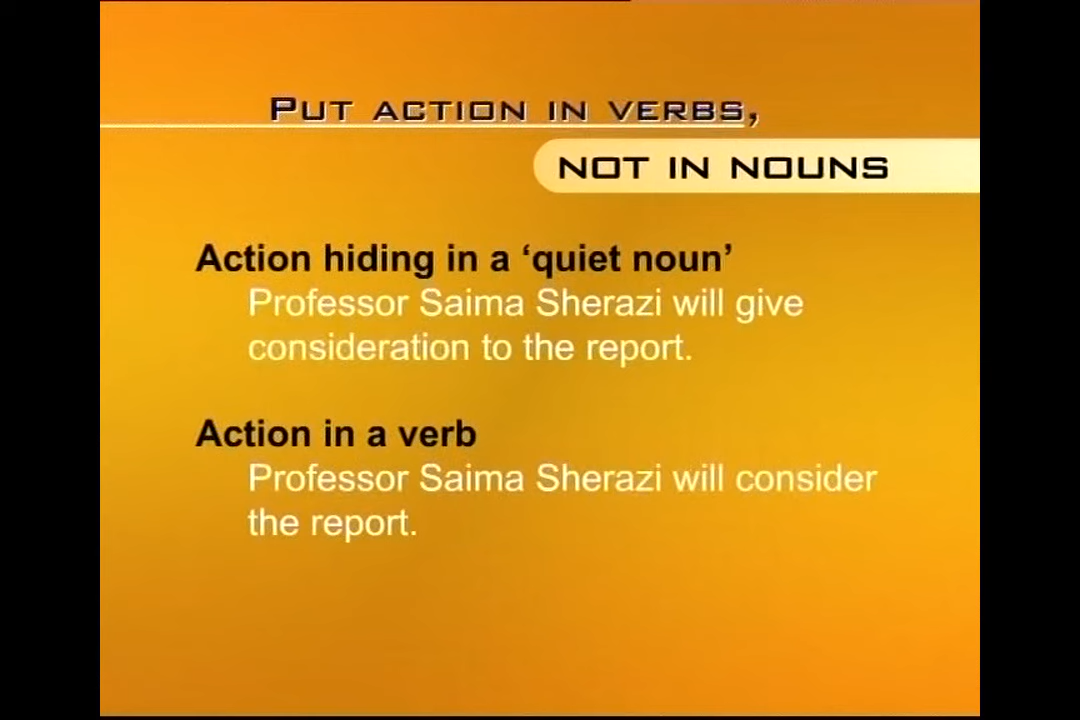 PUT ACTION IN VERBS,
NOT IN NOUNS
Action hiding in a ‘quiet noun’
Professor Saima Sherazi will give
consideration to the report.
Action in a verb
Professor Saima Sherazi will consider
the report.